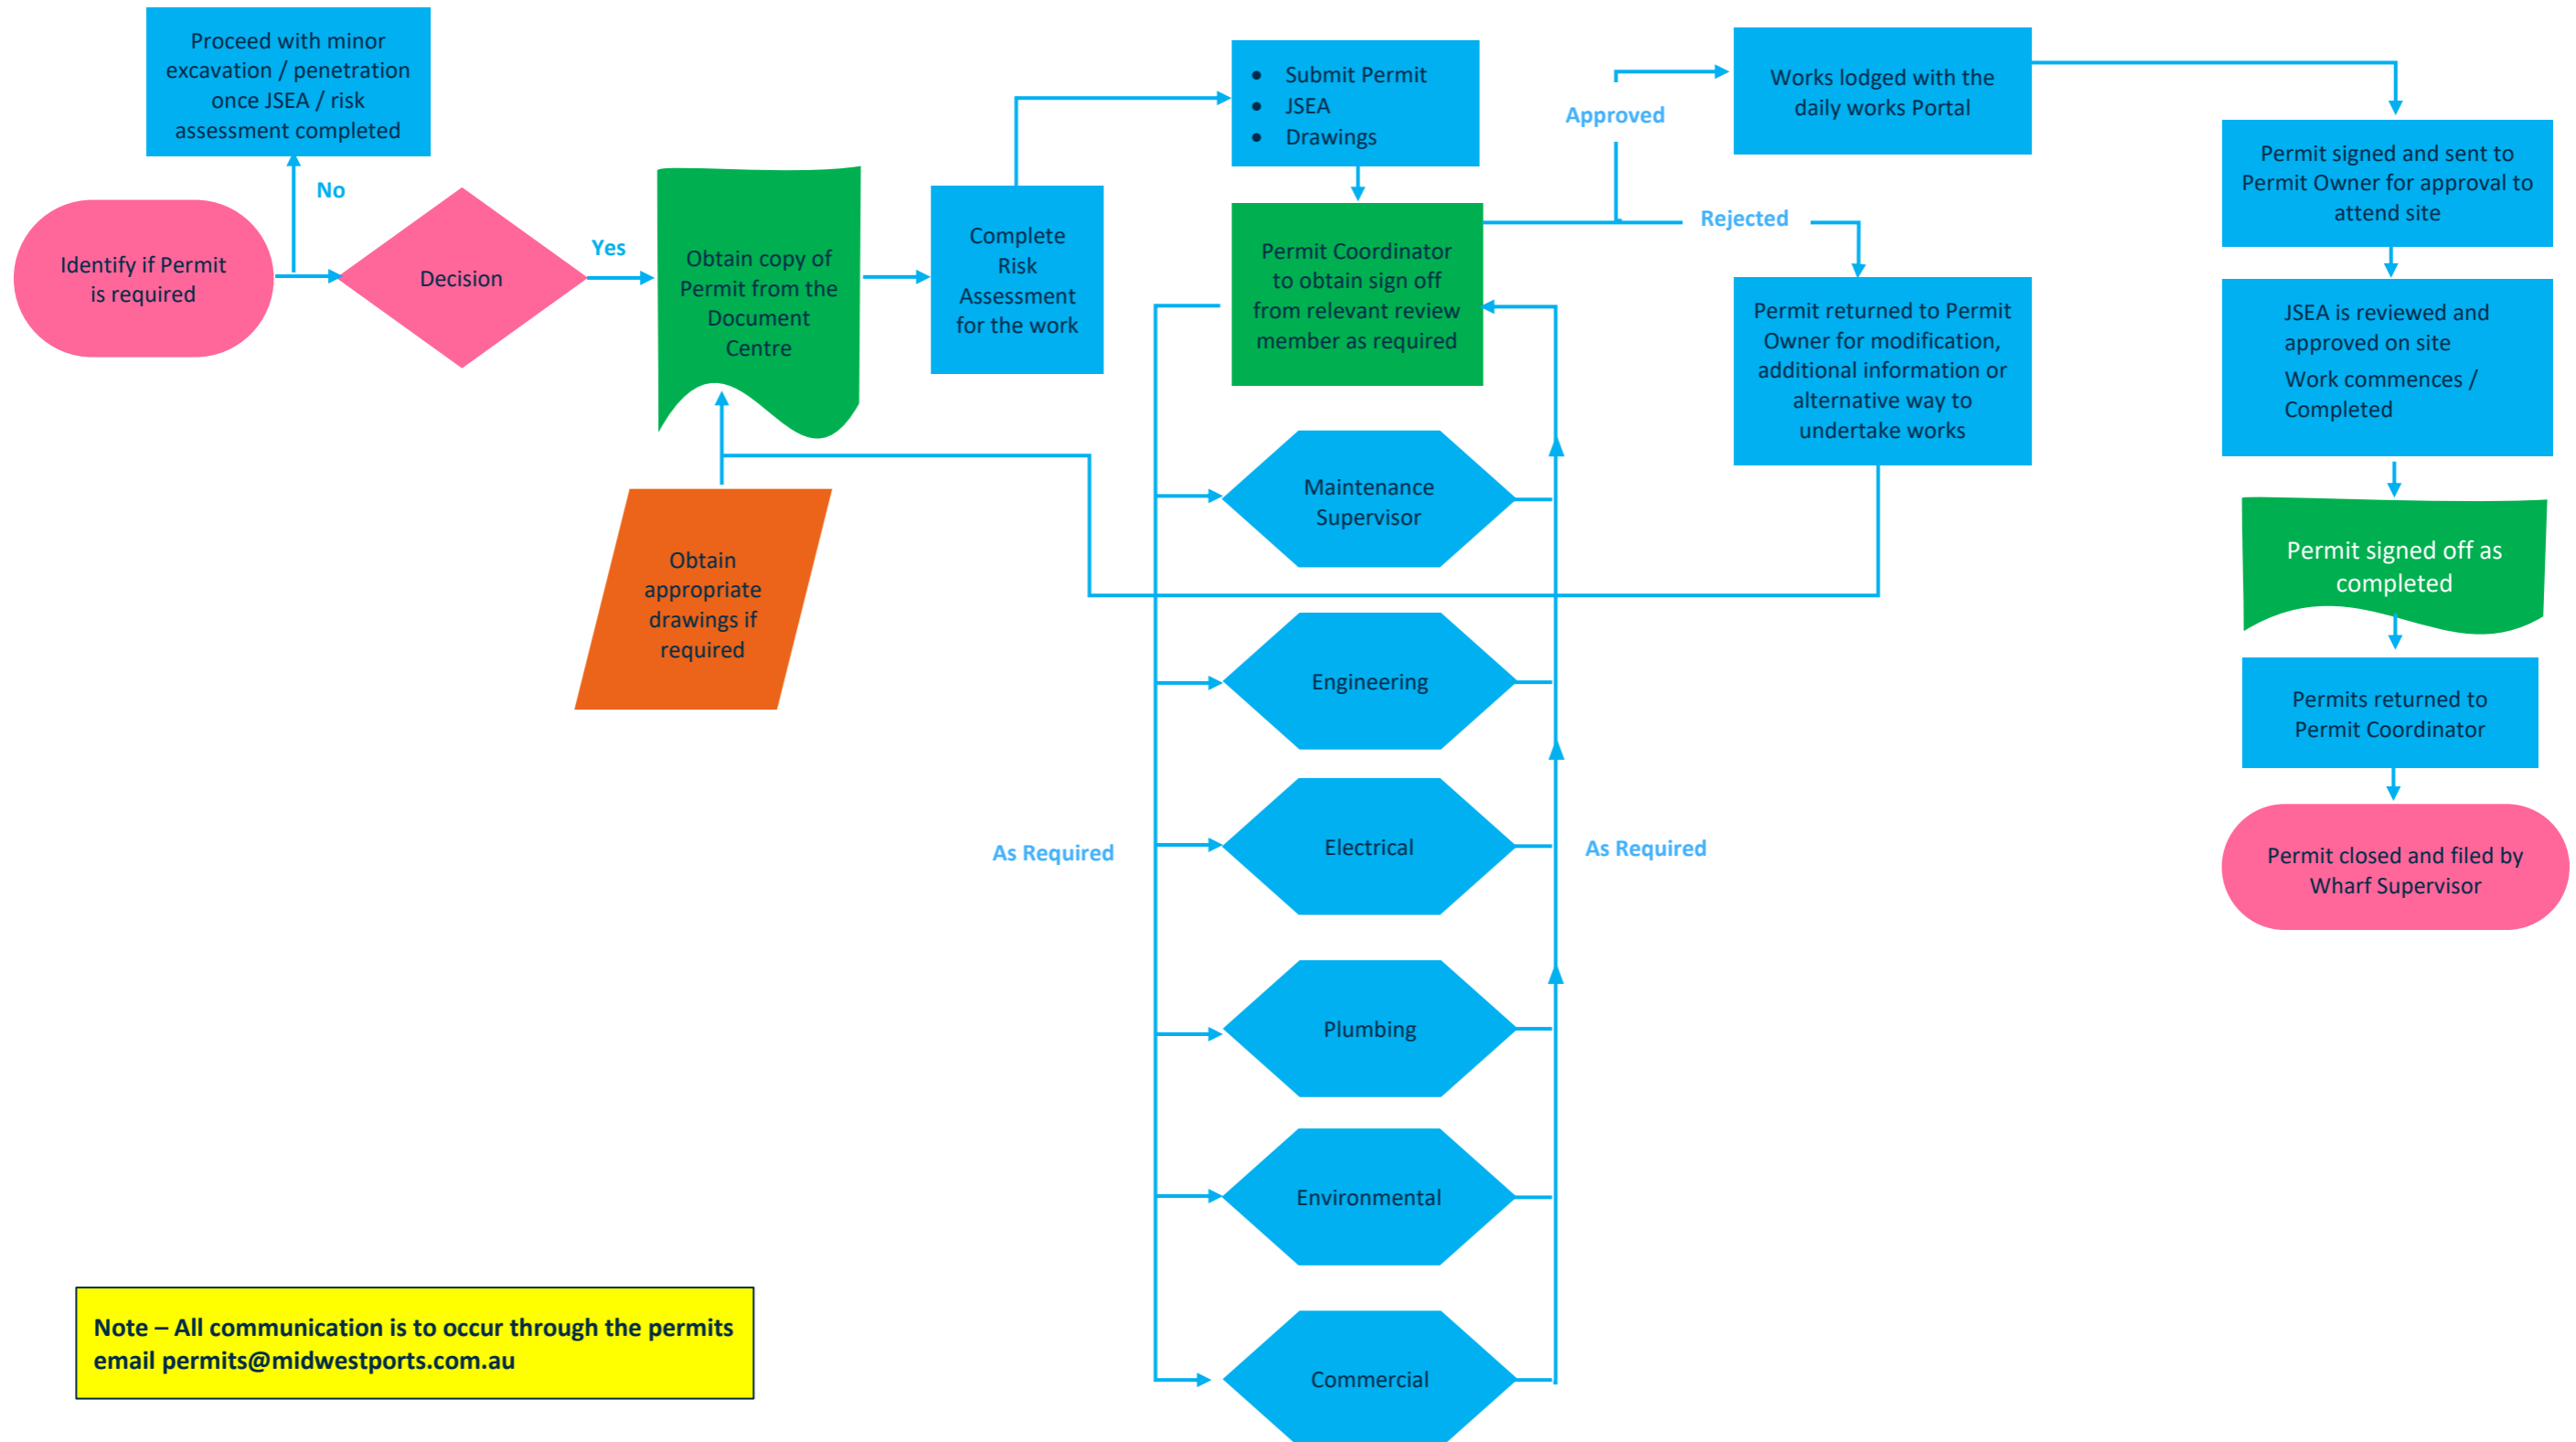 Proceed with minor
excavation / penetration
once JSEA / risk
assessment completed
No
Identify if Permit
is required
Decision
Yes
Obtain copy of
Permit from the
Document
Centre
Obtain
appropriate
drawings if
required
Complete
Risk
Assessment
for the work
• Submit Permit
• JSEA
• Drawings
Permit Coordinator
to obtain sign off
from relevant review
member as required
Maintenance
Supervisor
Engineering
As Required
Electrical
As Required
Plumbing
Environmental
Commercial
Approved
Rejected
Works lodged with the
daily works Portal
Permit returned to Permit
Owner for modification,
additional information or
alternative way to
undertake works
Permit signed and sent to
Permit Owner for approval to
attend site
JSEA is reviewed and
approved on site
Work commences /
Completed
Permit signed off as
completed
Permits returned to
Permit Coordinator
Permit closed and filed by
Wharf Supervisor
Note – All communication is to occur through the permits
email permits@midwestports.com.au